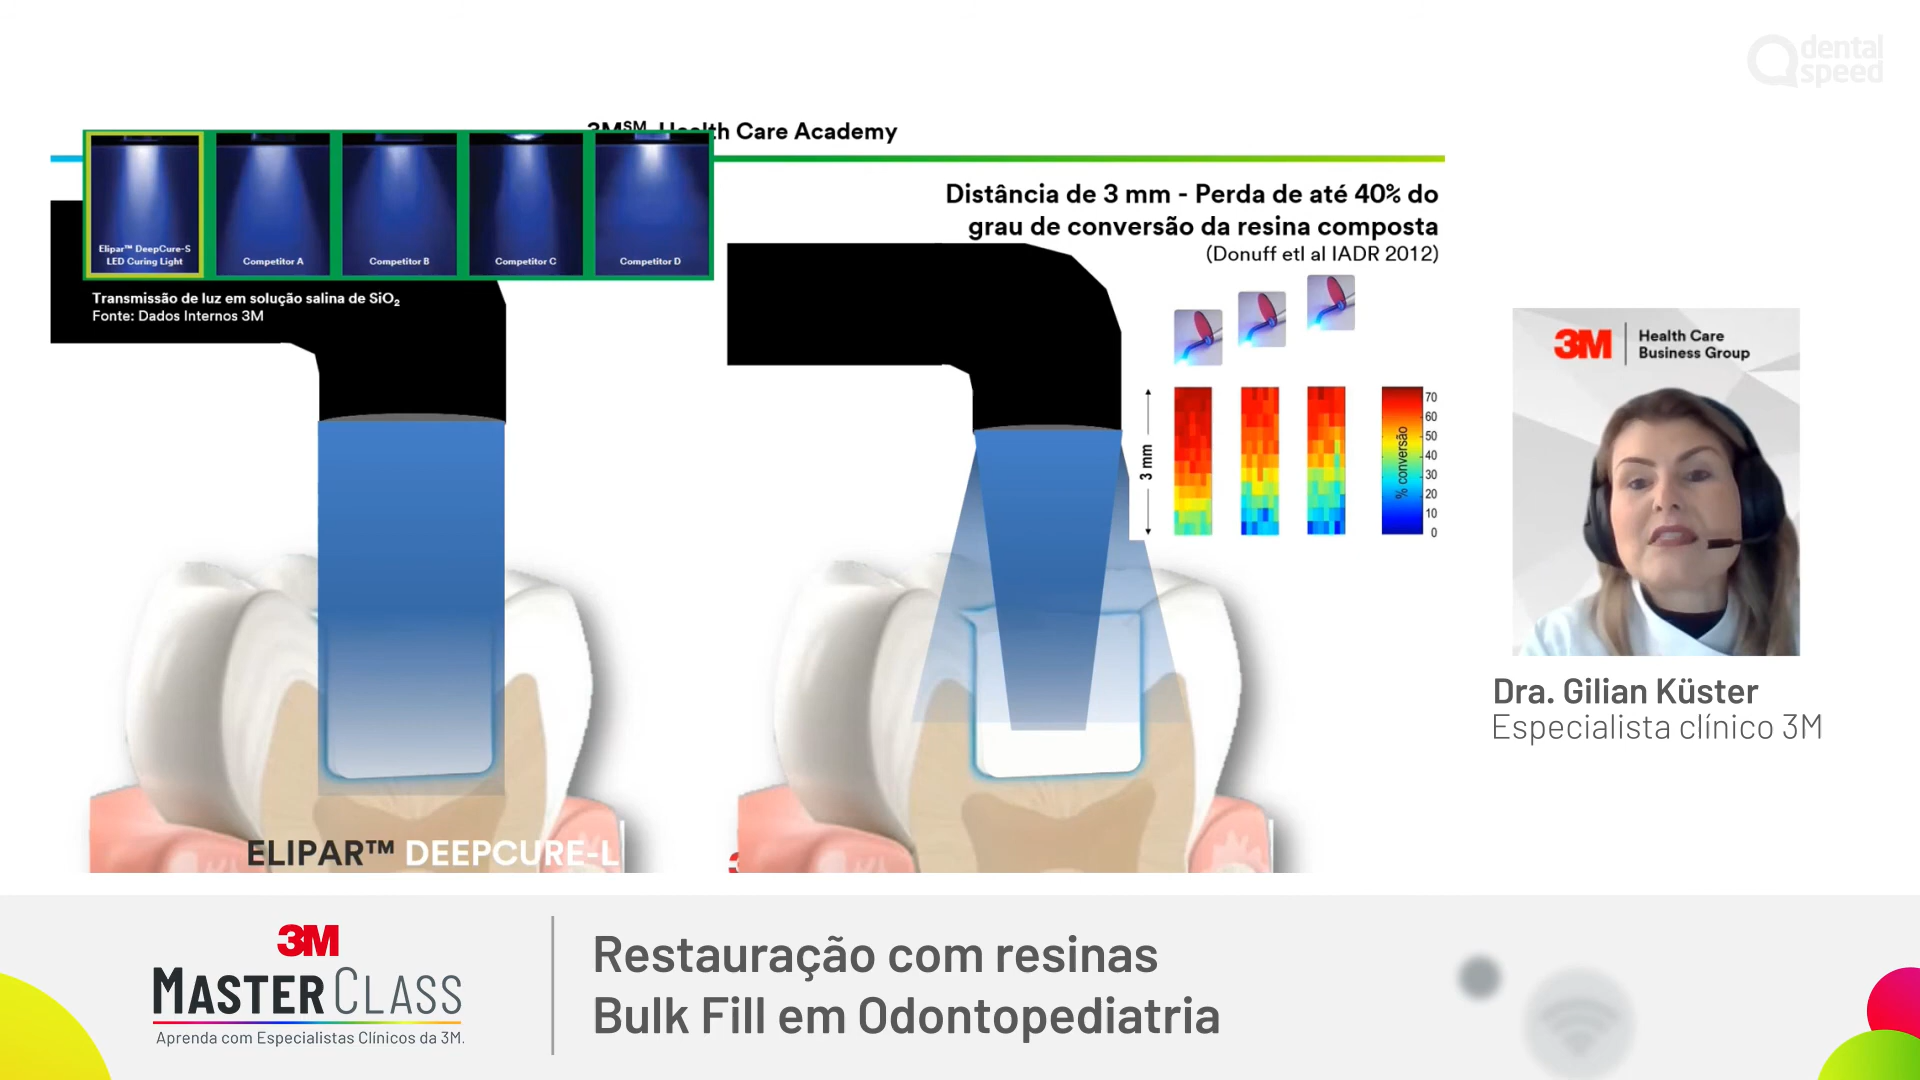 dental
speed
3M℠ Health Care Academy
Elipar™ DeepCure-S
LED Curing Light
Competitor A
Competitor B
Competitor C
Competitor D
Transmissão de luz em solução salina de SiO₂
Fonte: Dados Internos 3M
Distância de 3 mm - Perda de até 40% do
grau de conversão da resina composta
(Donuff etl al IADR 2012)
3 mm
% conversão
70
60
50
40
30
20
10
0
ELIPAR™ DEEPCURE-L
3M
Health Care
Business Group
Dra. Gilian Küster
Especialista clínico 3M
3M
MASTER CLASS
Aprenda com Especialistas Clínicos da 3M.
Restauração com resinas
Bulk Fill em Odontopediatria